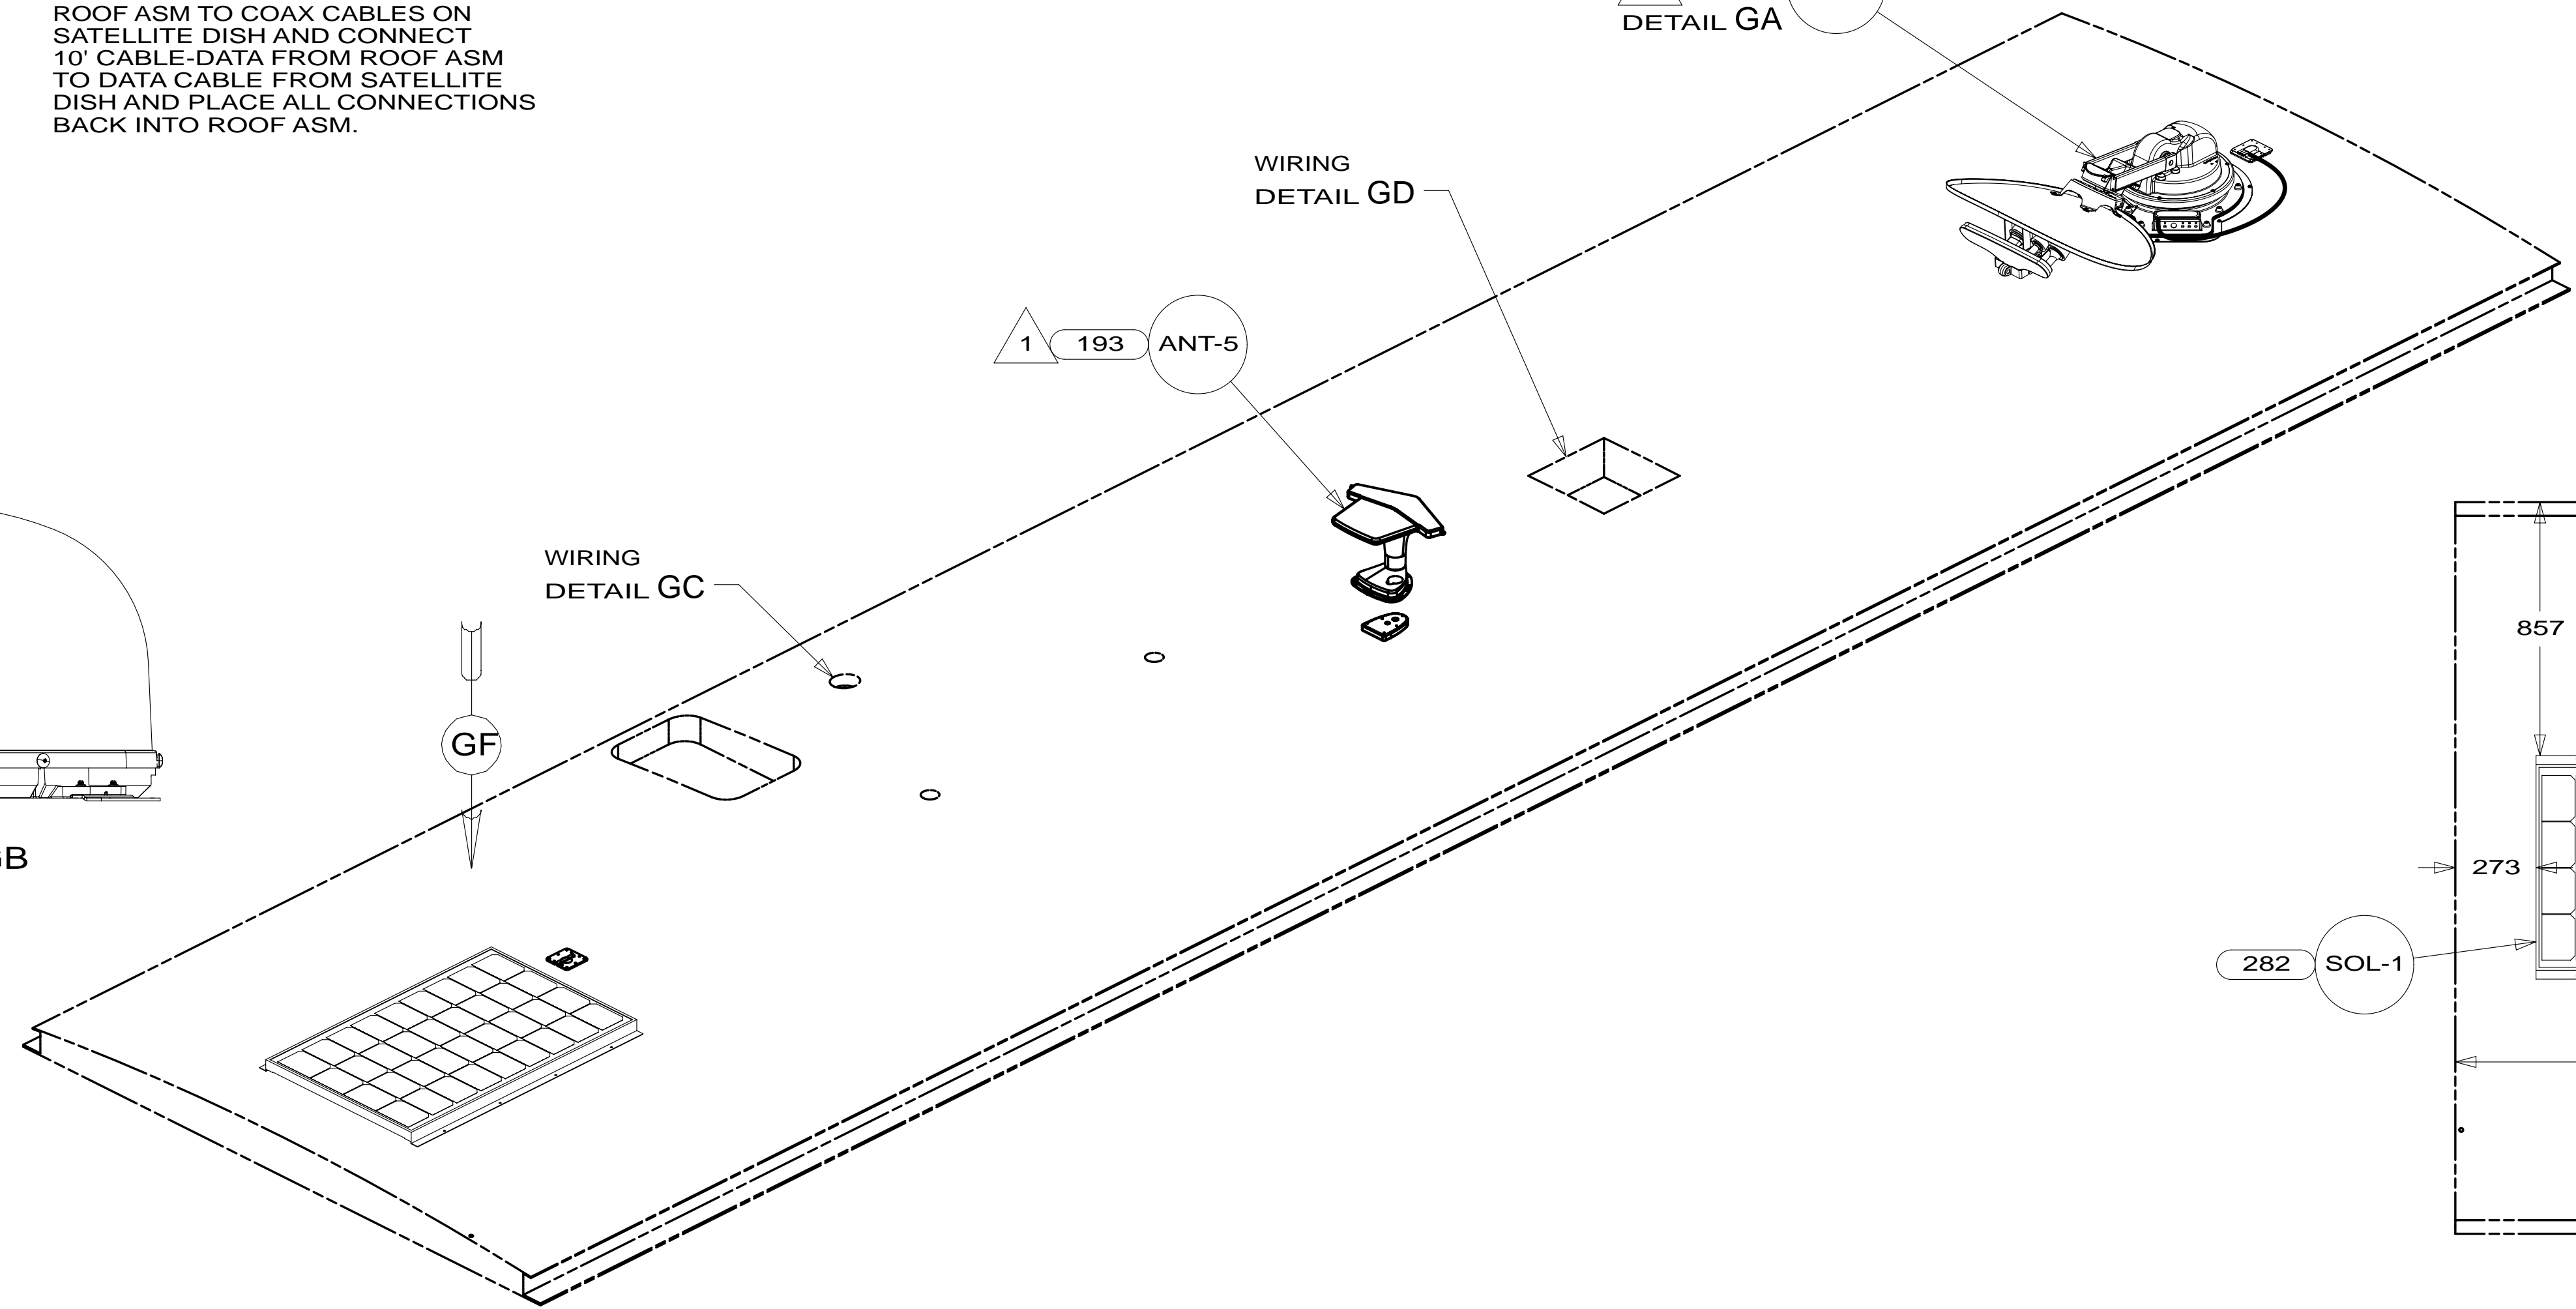 ROOF ASM TO COAX CABLES ON
SATELLITE DISH AND CONNECT
10' CABLE-DATA FROM ROOF ASM
TO DATA CABLE FROM SATELLITE
DISH AND PLACE ALL CONNECTIONS
BACK INTO ROOF ASM.
DETAIL GA
WIRING
DETAIL GD
1 193 ANT-5
WIRING
DETAIL GC
GF
GB
857
273
282 SOL-1